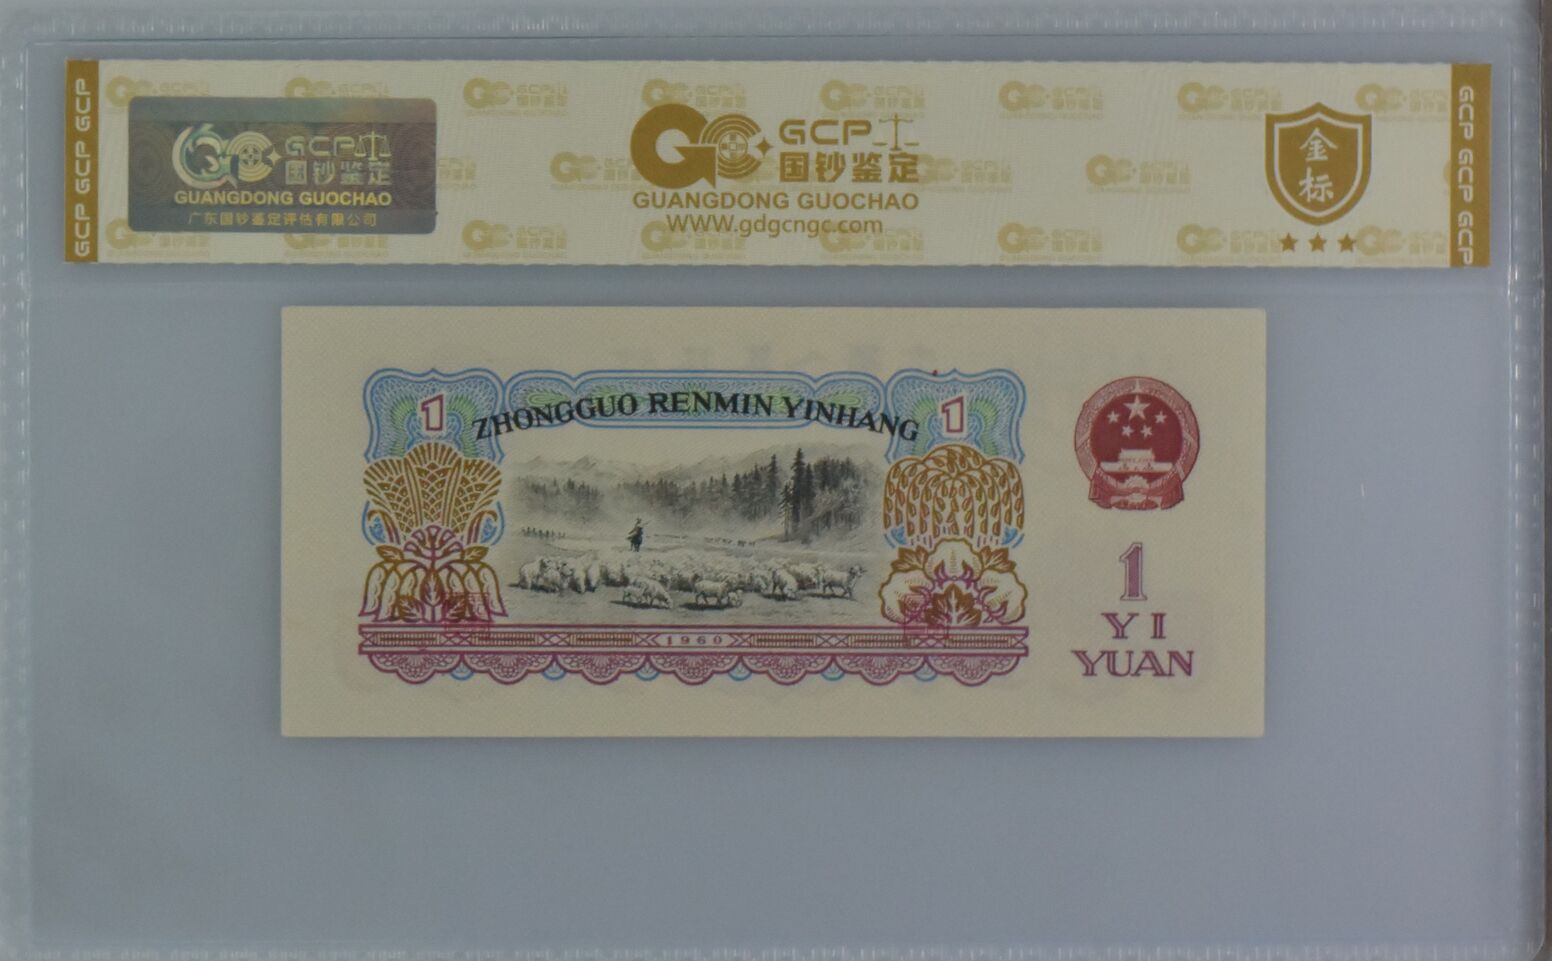 GCP GCP GCP
GCP
国钞鉴定
GUANGDONG GUOCHAO
广东国钞鉴定评估有限公司
GCP
国钞鉴定
GUANGDONG GUOCHAO
WWW.gdgcngc.com
金
标
GCP GCP GCP
1
ZHONGGUO RENMIN YINHANG
1
1960
1
YI
YUAN